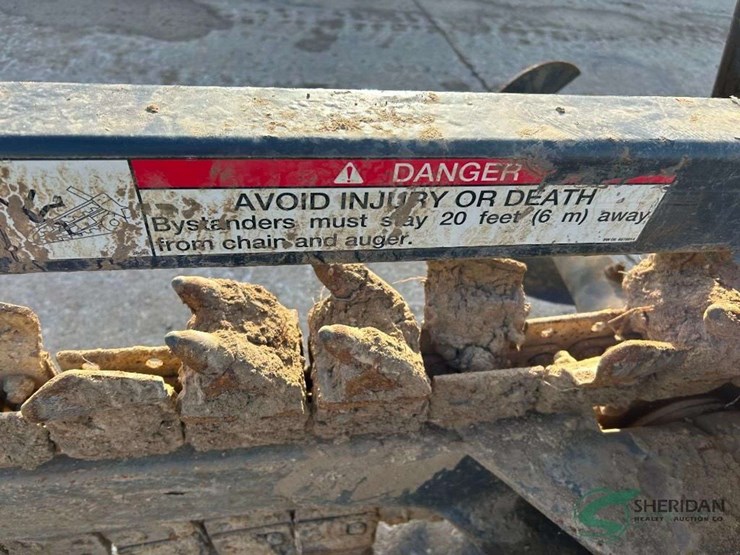 DANGER
AVOID INJURY OR DEATH
Bystanders must stay 20 feet (6 m) away
from chain and auger.
SHERIDAN
REALTY AUCTION CO